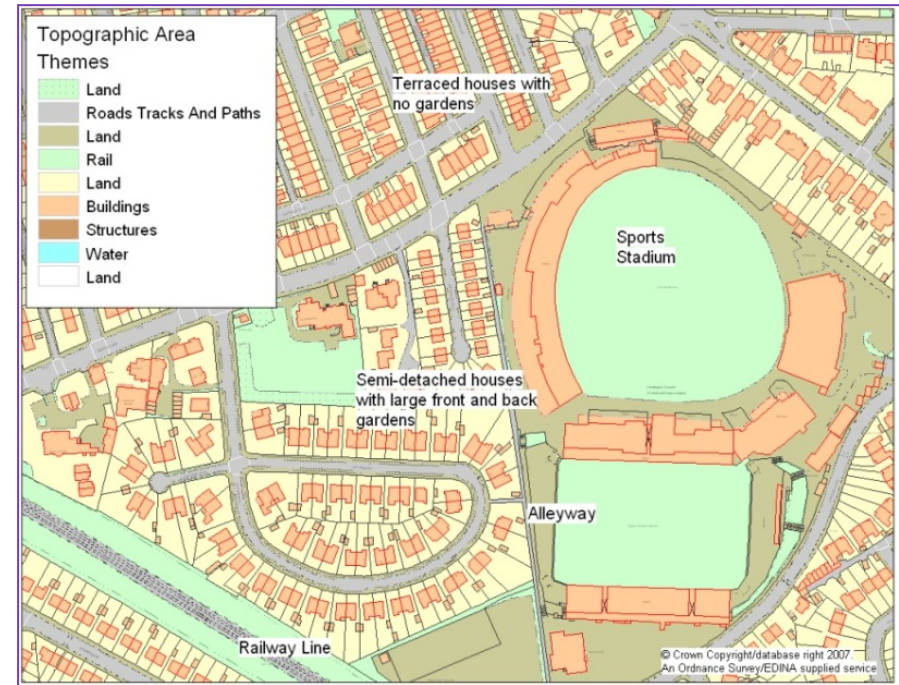 Topographic Area
Themes
Land
Roads Tracks And Paths
Land
Rail
Land
Buildings
Structures
Water
Land
Terraced houses with
no gardens
Sports
Stadium
Semi-detached houses
with large front and back
gardens
Alleyway
Railway Line
© Crown Copyright/database right 2007.
An Ordnance Survey/EDINA supplied service